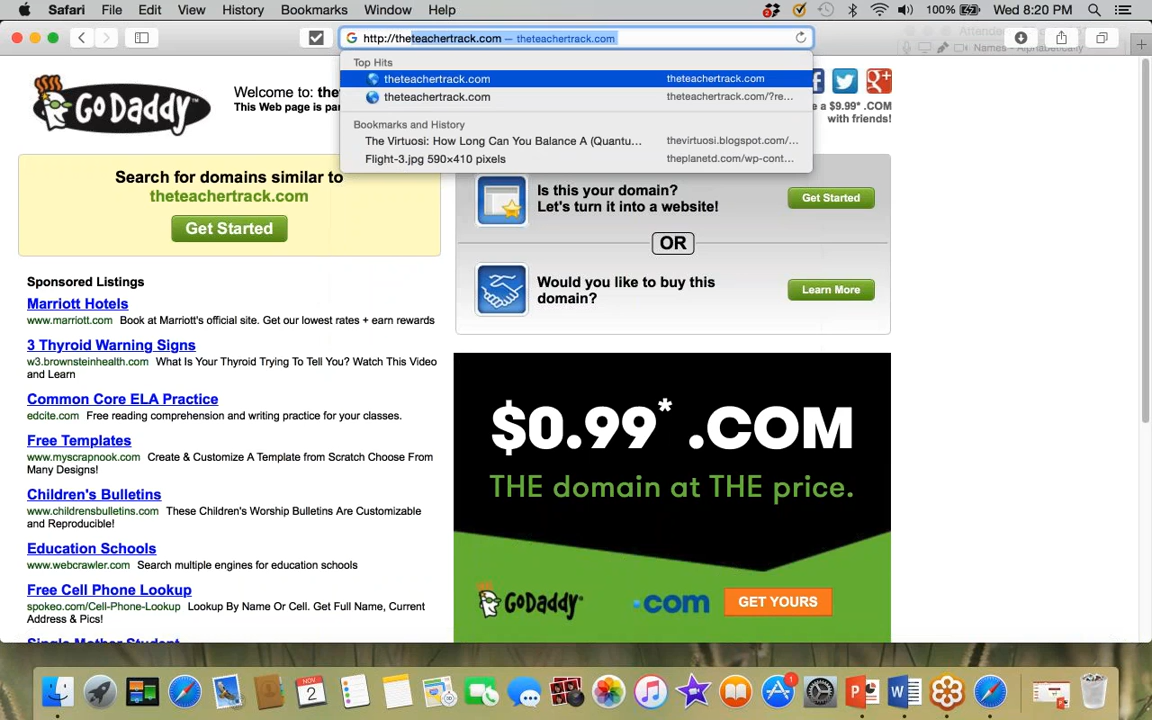 Safari File Edit View History Bookmarks Window Help
100% Wed 8:20 PM
http://theteachertrack.com — theteachertrack.com
Top Hits
theteachertrack.com theteachertrack.com
theteachertrack.com theteachertrack.com/?re...
Bookmarks and History
The Virtuosi: How Long Can You Balance A (Quantu... thevirtuosi.blogspot.com/...
Flight-3.jpg 590×410 pixels theplanetd.com/wp-cont...
Names - Alphabetically
GoDaddy
Welcome to: the
This Web page is par
e a $9.99* .COM
with friends!
Search for domains similar to
theteachertrack.com
Get Started
Is this your domain?
Let's turn it into a website!
Get Started
OR
Would you like to buy this
domain?
Learn More
Sponsored Listings
Marriott Hotels
www.marriott.com Book at Marriott's official site. Get our lowest rates + earn rewards
3 Thyroid Warning Signs
w3.brownsteinhealth.com What Is Your Thyroid Trying To Tell You? Watch This Video
and Learn
Common Core ELA Practice
edcite.com Free reading comprehension and writing practice for your classes.
Free Templates
www.myscrapnook.com Create & Customize A Template from Scratch Choose From
Many Designs!
Children's Bulletins
www.childrensbulletins.com These Children's Worship Bulletins Are Customizable
and Reproducible!
Education Schools
www.webcrawler.com Search multiple engines for education schools
Free Cell Phone Lookup
spokeo.com/Cell-Phone-Lookup Lookup By Name Or Cell. Get Full Name, Current
Address & Pics!
Single Mother Student
$0.99* .COM
THE domain at THE price.
GoDaddy .com GET YOURS
NOV
2
1